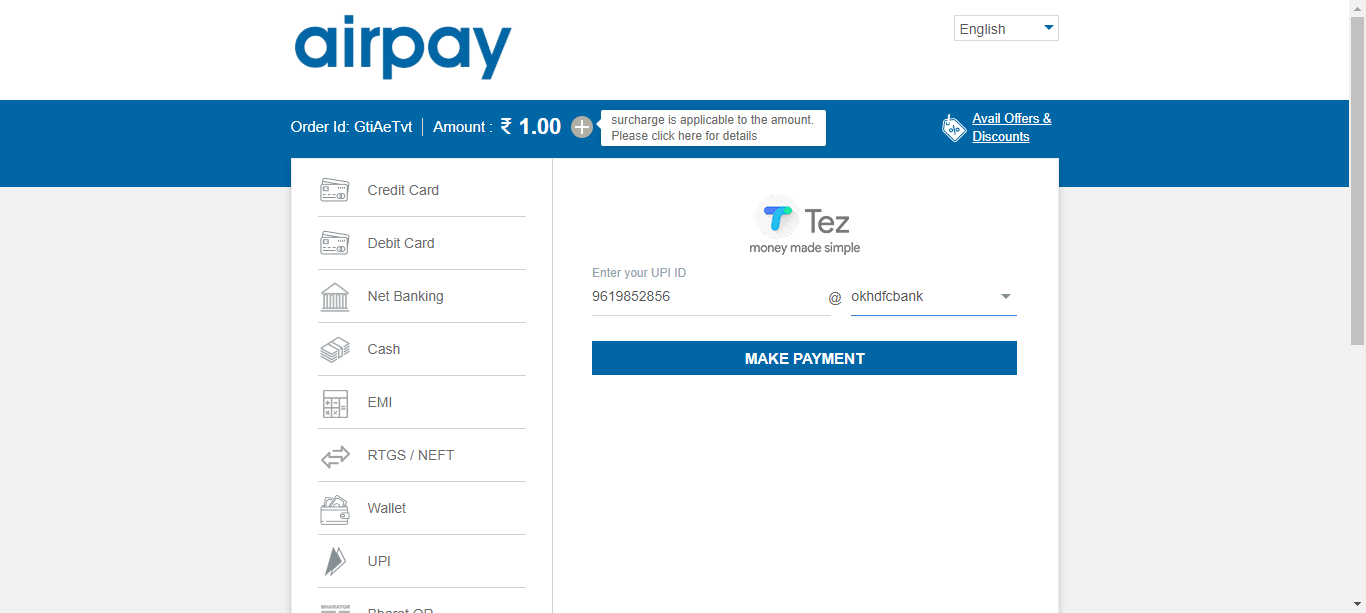 airpay
English
Order Id: GtiAeTvt | Amount : ₹ 1.00
surcharge is applicable to the amount.
Please click here for details
Avail Offers &
Discounts
Credit Card
Debit Card
Net Banking
Cash
EMI
RTGS / NEFT
Wallet
UPI
BHARATQR
Bharat QR
Tez
money made simple
Enter your UPI ID
9619852856 @ okhdfcbank
MAKE PAYMENT